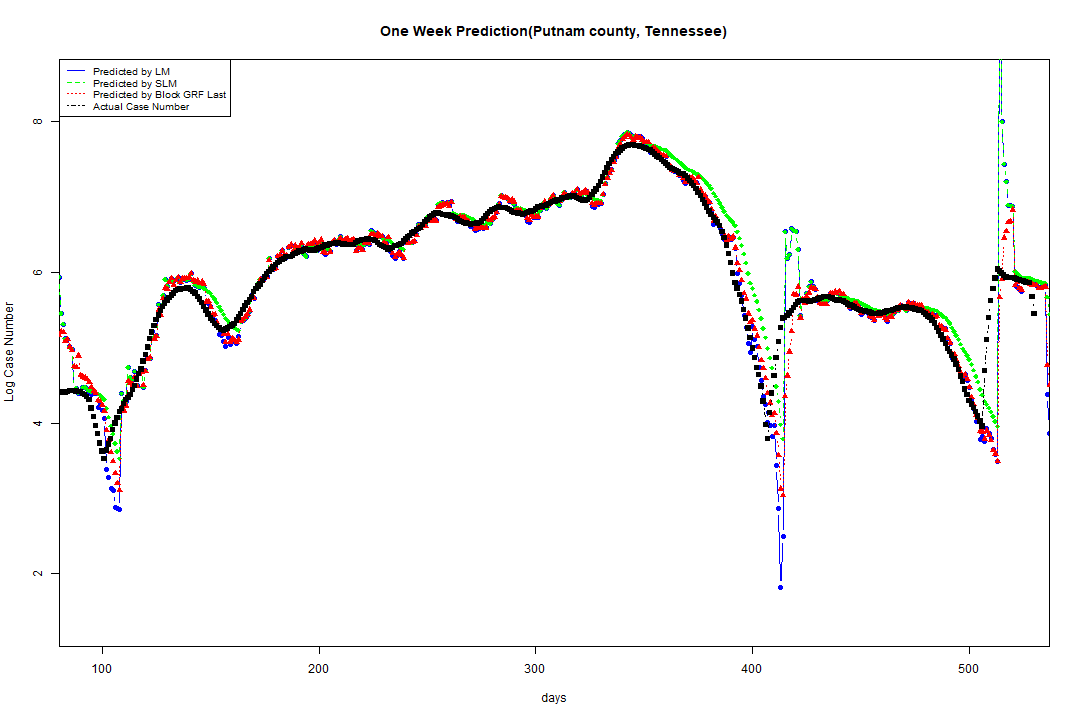 One Week Prediction(Putnam county, Tennessee)
Predicted by LM
Predicted by SLM
Predicted by Block GRF Last
Actual Case Number
8
6
4
2
Log Case Number
100 200 300 400 500
days